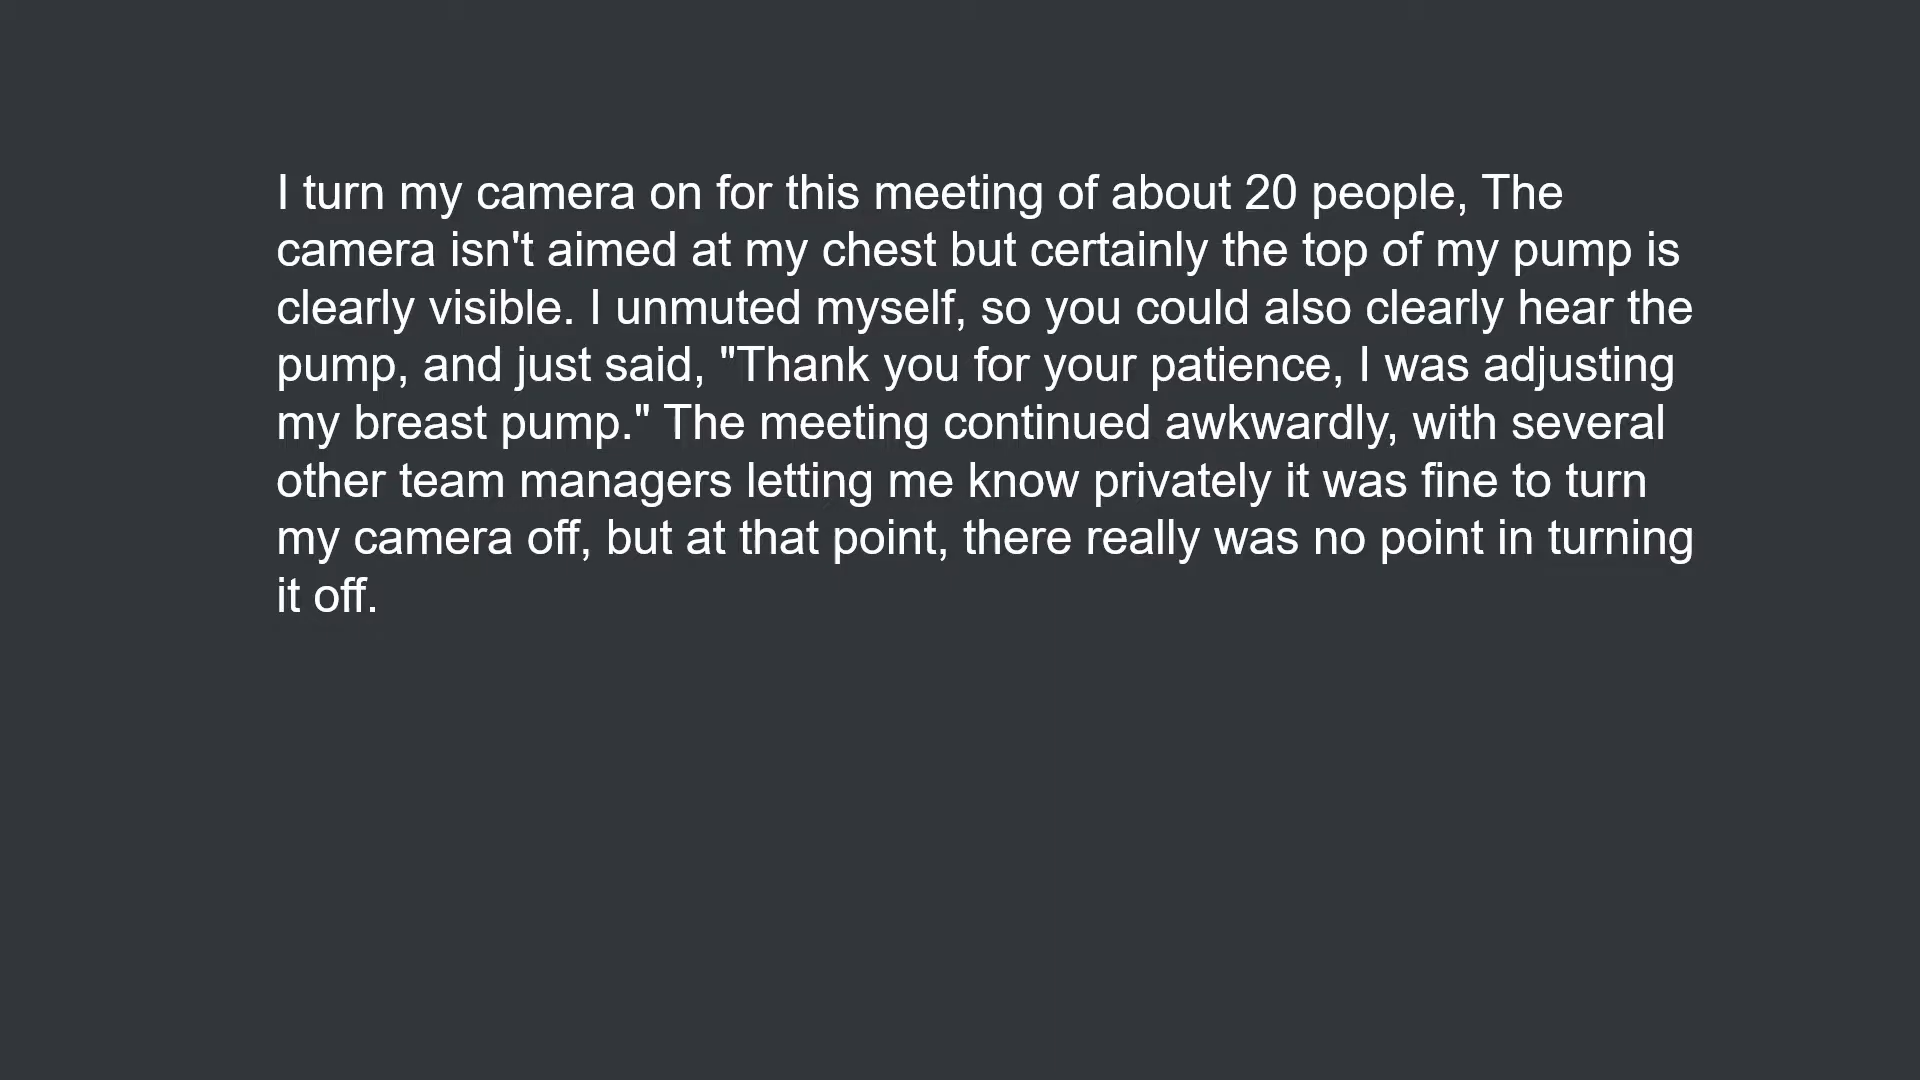 I turn my camera on for this meeting of about 20 people, The
camera isn't aimed at my chest but certainly the top of my pump is
clearly visible. I unmuted myself, so you could also clearly hear the
pump, and just said, "Thank you for your patience, I was adjusting
my breast pump." The meeting continued awkwardly, with several
other team managers letting me know privately it was fine to turn
my camera off, but at that point, there really was no point in turning
it off.